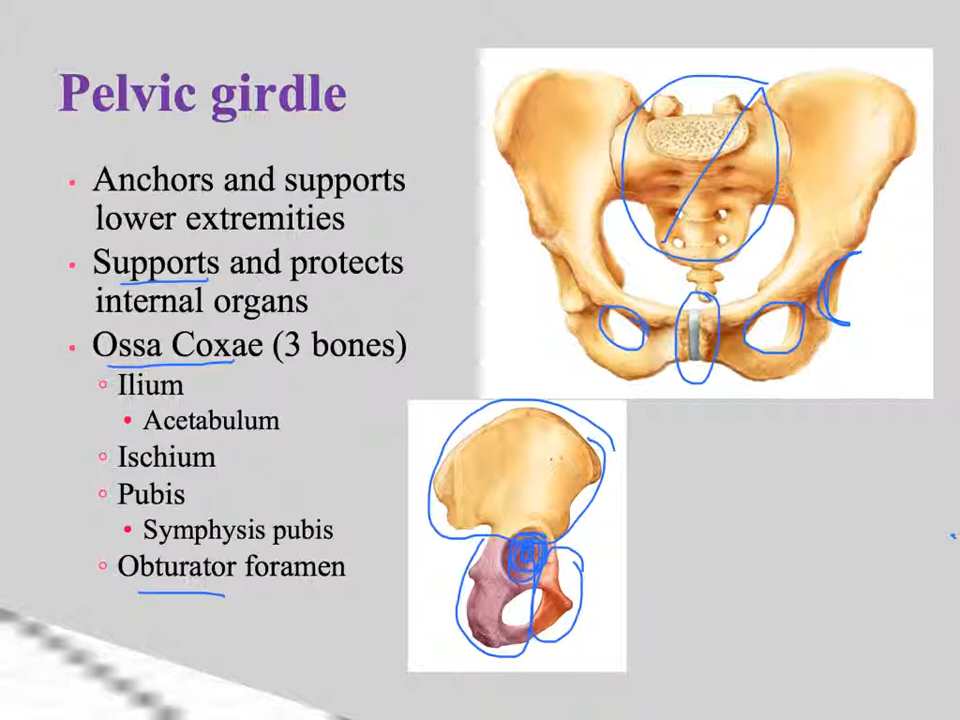 Pelvic girdle
· Anchors and supports
lower extremities
· Supports and protects
internal organs
· Ossa Coxae (3 bones)
○ Ilium
• Acetabulum
○ Ischium
○ Pubis
• Symphysis pubis
○ Obturator foramen